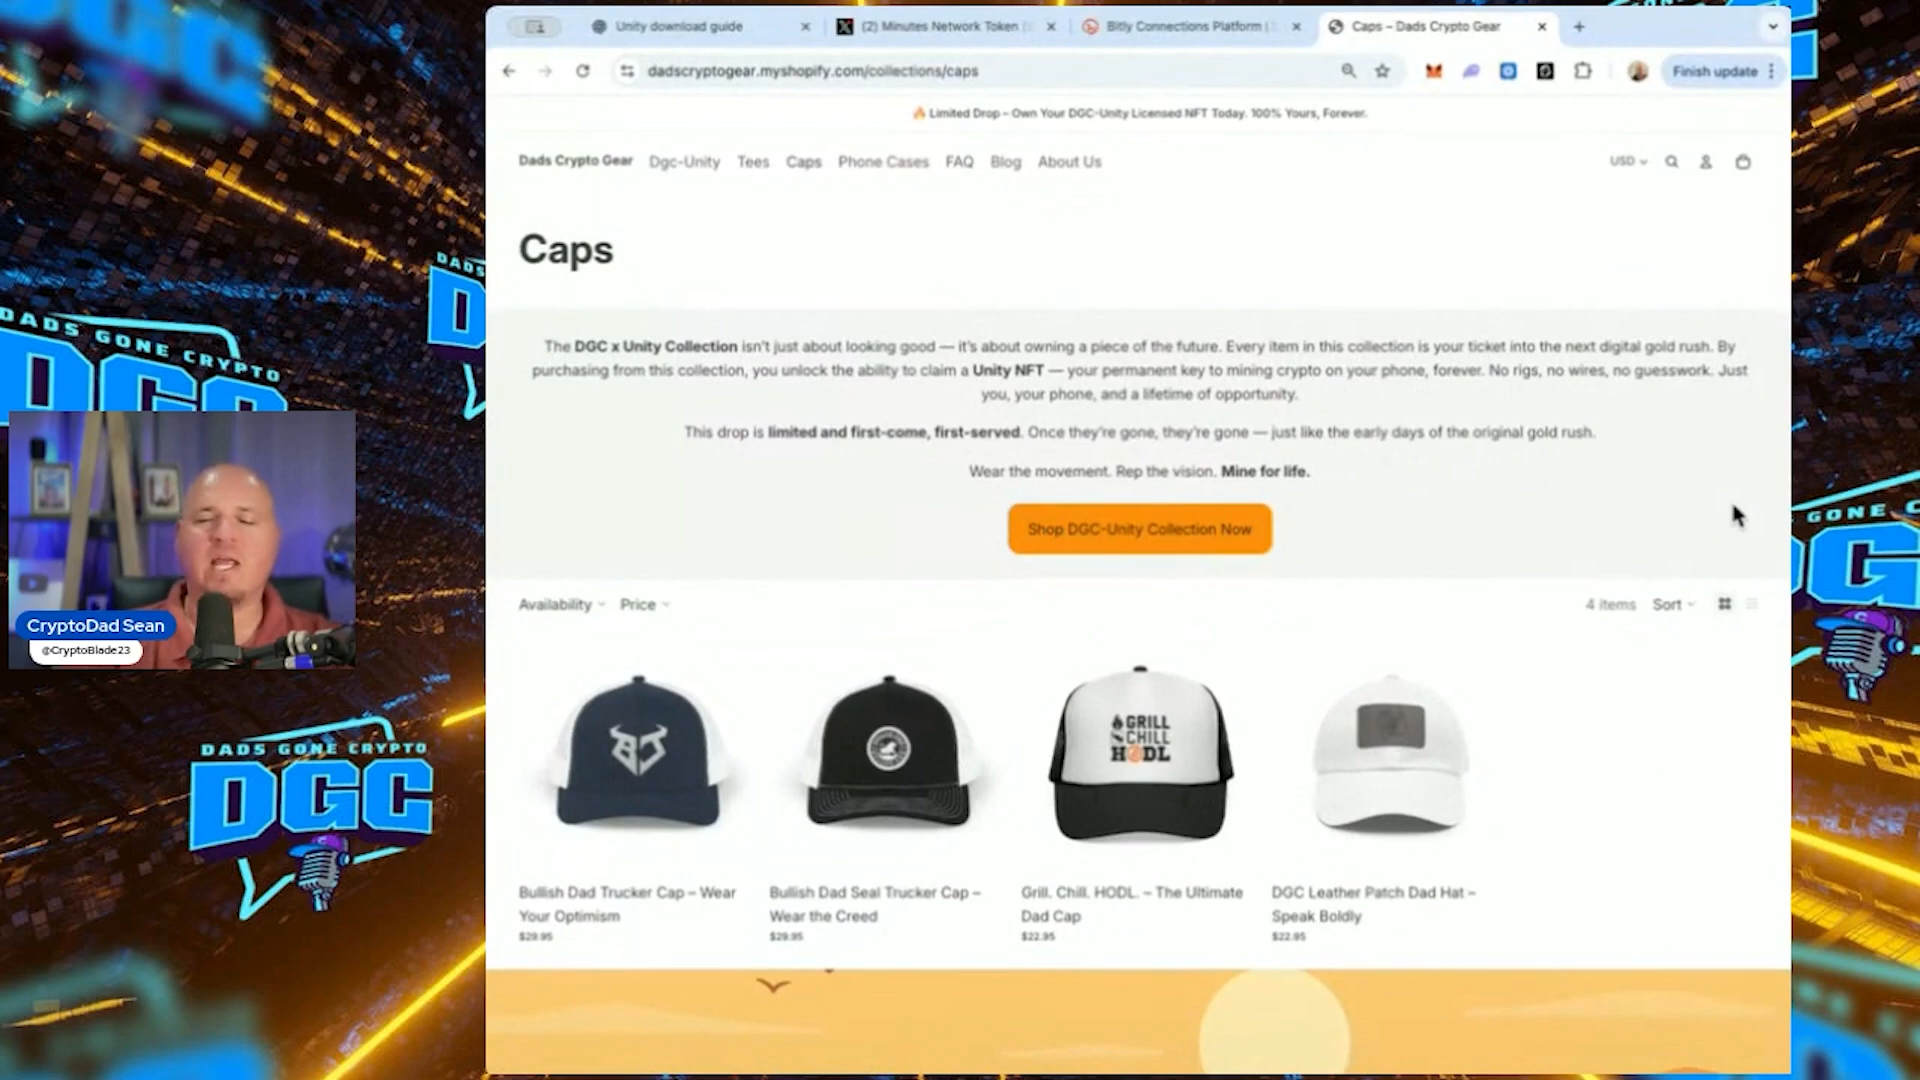 Unity download guide
(2) Minutes Network Token
Bitly Connections Platform |
Caps – Dads Crypto Gear
dadscryptogear.myshopify.com/collections/caps
Finish update
Limited Drop – Own Your DGC-Unity Licensed NFT Today. 100% Yours, Forever.
Dads Crypto Gear Dgc-Unity Tees Caps Phone Cases FAQ Blog About Us
USD
Caps
The DGC x Unity Collection isn't just about looking good — it's about owning a piece of the future. Every item in this collection is your ticket into the next digital gold rush. By
purchasing from this collection, you unlock the ability to claim a Unity NFT — your permanent key to mining crypto on your phone, forever. No rigs, no wires, no guesswork. Just
you, your phone, and a lifetime of opportunity.
This drop is limited and first-come, first-served. Once they're gone, they're gone — just like the early days of the original gold rush.
Wear the movement. Rep the vision. Mine for life.
Shop DGC-Unity Collection Now
Availability Price
4 items Sort
GRILL
CHILL
HODL
Bullish Dad Trucker Cap – Wear
Your Optimism
$29.95
Bullish Dad Seal Trucker Cap –
Wear the Creed
$29.95
Grill. Chill. HODL. – The Ultimate
Dad Cap
$22.95
DGC Leather Patch Dad Hat –
Speak Boldly
$22.95
CryptoDad Sean
@CryptoBlade23
DADS GONE CRYPTO
DGC
DADS
D
DADS GONE CRYPTO
DGC
GONE C
DGC